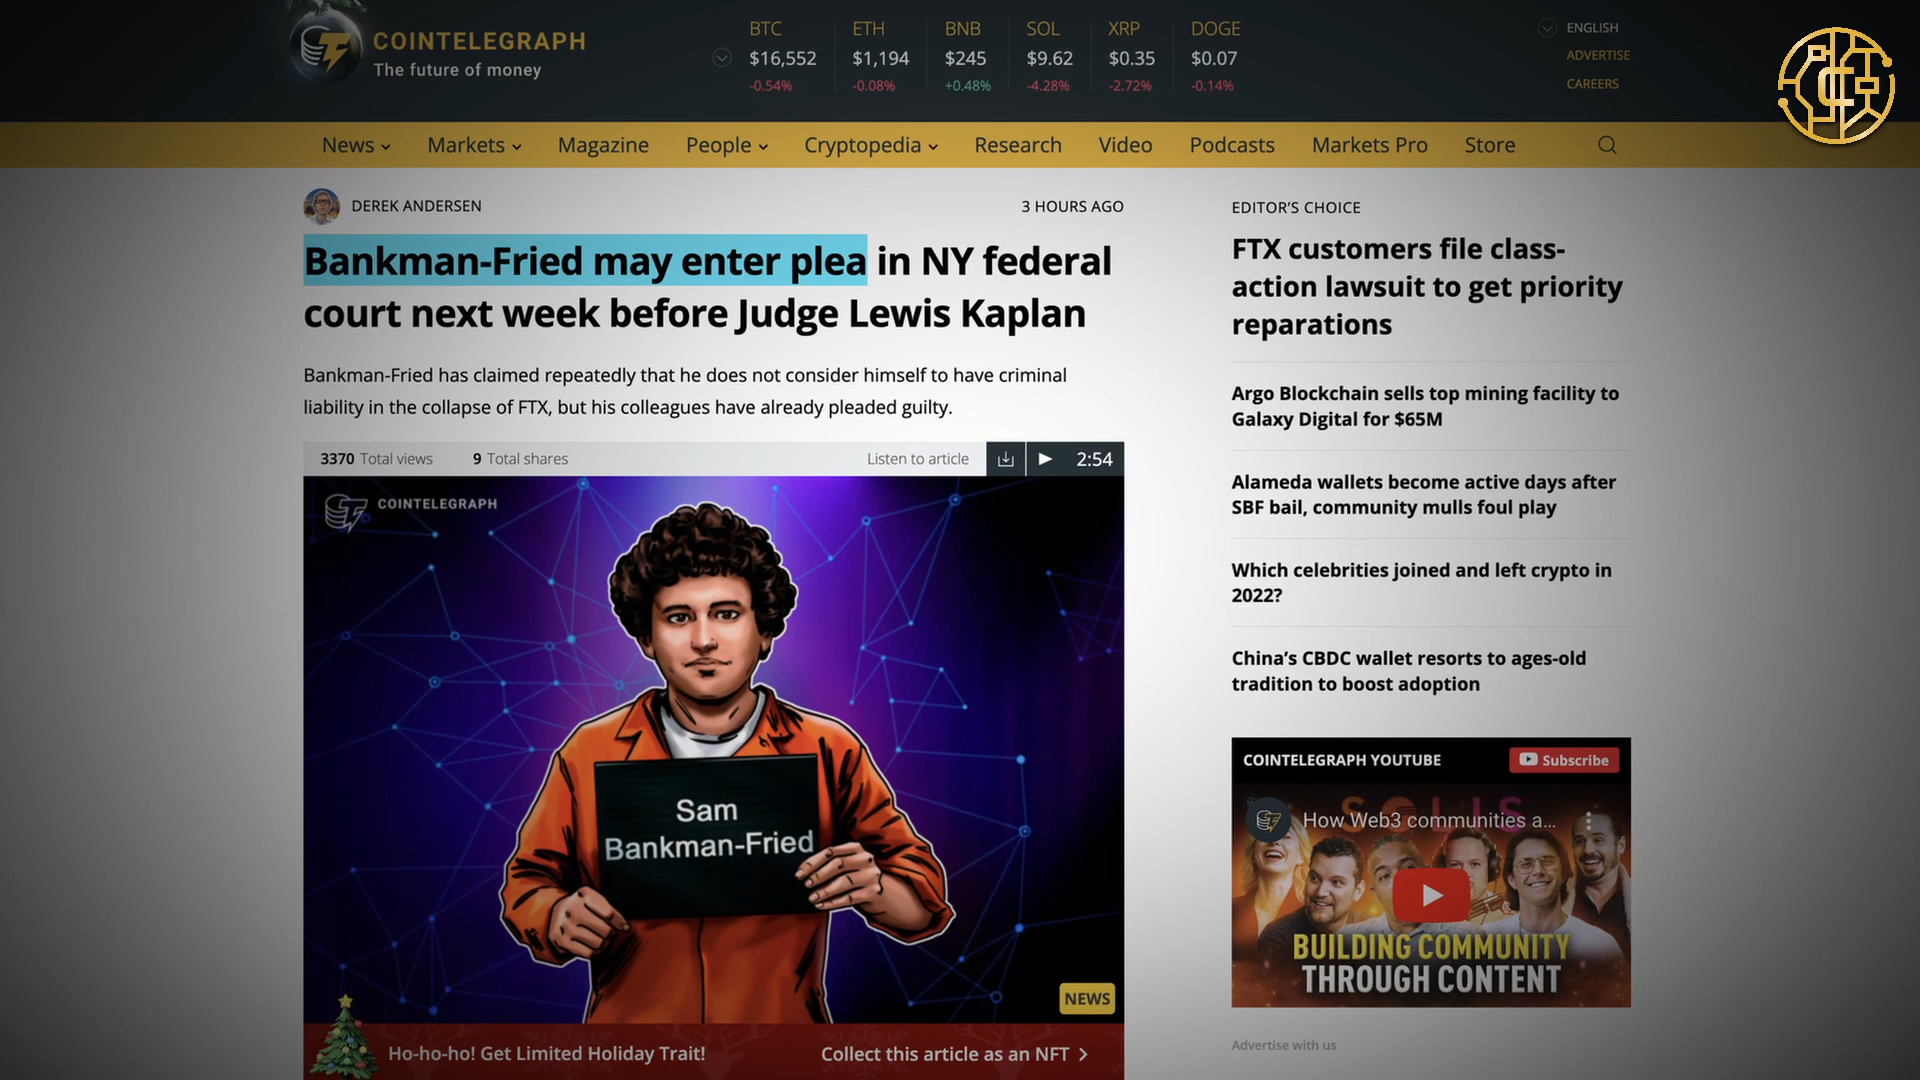 COINTELEGRAPH
The future of money
BTC
$16,552
-0.54%
ETH
$1,194
-0.08%
BNB
$245
+0.48%
SOL
$9.62
-4.28%
XRP
$0.35
-2.72%
DOGE
$0.07
-0.14%
ENGLISH
ADVERTISE
CAREERS
News
Markets
Magazine
People
Cryptopedia
Research
Video
Podcasts
Markets Pro
Store
DEREK ANDERSEN
3 HOURS AGO
Bankman-Fried may enter plea in NY federal
court next week before Judge Lewis Kaplan
Bankman-Fried has claimed repeatedly that he does not consider himself to have criminal
liability in the collapse of FTX, but his colleagues have already pleaded guilty.
3370 Total views
9 Total shares
Listen to article
2:54
COINTELEGRAPH
Sam
Bankman-Fried
NEWS
Ho-ho-ho! Get Limited Holiday Trait!
Collect this article as an NFT
EDITOR'S CHOICE
FTX customers file class-
action lawsuit to get priority
reparations
Argo Blockchain sells top mining facility to
Galaxy Digital for $65M
Alameda wallets become active days after
SBF bail, community mulls foul play
Which celebrities joined and left crypto in
2022?
China's CBDC wallet resorts to ages-old
tradition to boost adoption
COINTELEGRAPH YOUTUBE
Subscribe
SOLIS
How Web3 communities a...
BUILDING COMMUNITY
THROUGH CONTENT
Advertise with us